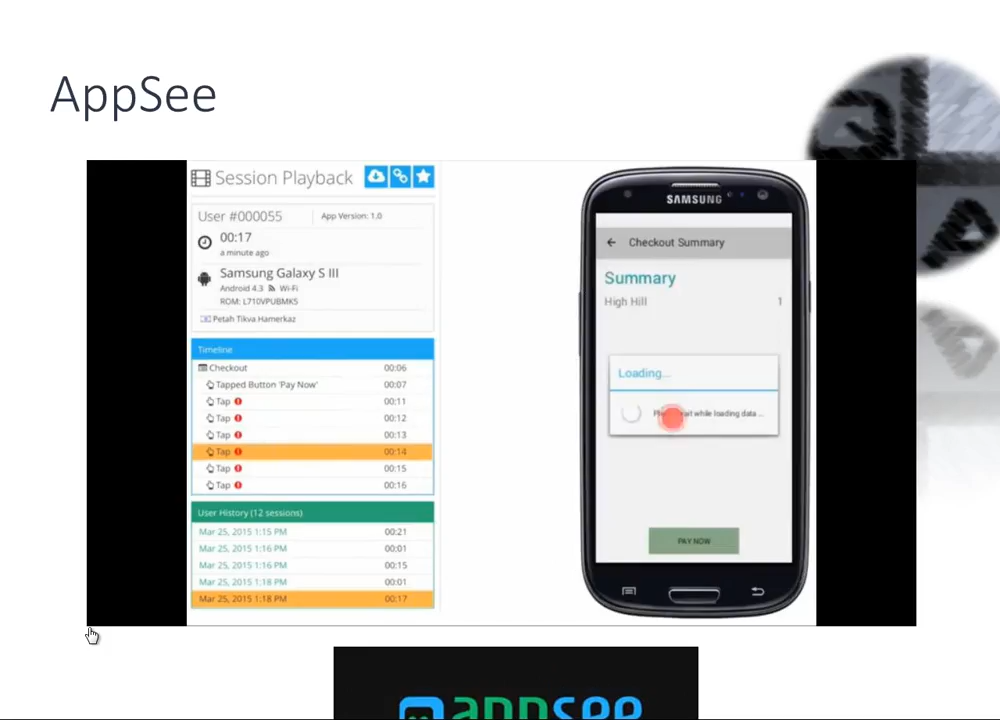 AppSee
Session Playback
User #000055
App Version: 1.0
00:17
a minute ago
Samsung Galaxy S III
Android 4.3 Wi-Fi
ROM: L710VPUBMK5
Petah Tikva Hamerkaz
Timeline
Checkout 00:06
Tapped Button 'Pay Now' 00:07
Tap 00:11
Tap 00:12
Tap 00:13
Tap 00:14
Tap 00:15
Tap 00:16
User History (12 sessions)
Mar 25, 2015 1:15 PM 00:21
Mar 25, 2015 1:16 PM 00:01
Mar 25, 2015 1:16 PM 00:15
Mar 25, 2015 1:18 PM 00:01
Mar 25, 2015 1:18 PM 00:17
SAMSUNG
Checkout Summary
Summary
High Hill 1
Loading...
while loading data ...
PAY NOW
appsee